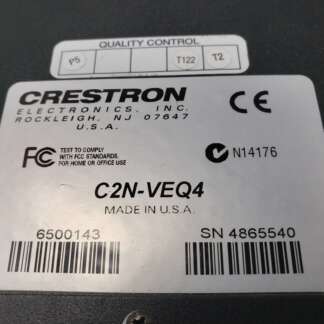 QUALITY CONTROL
P5 T122 T2
CRESTRON
ELECTRONICS, INC.
ROCKLEIGH, NJ 07647
U.S.A.
CE
FC TEST TO COMPLY
WITH FCC STANDARDS
FOR HOME OR OFFICE USE
N14176
C2N-VEQ4
MADE IN U.S.A.
6500143 SN 4865540